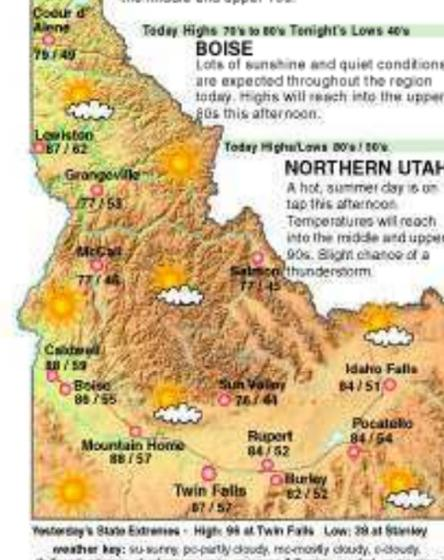 the middle and upper 70s.
Coeur d'
Alene
79 / 49
Today Highs 70's to 80's Tonight's Lows 40's
BOISE
Lots of sunshine and quiet conditions
are expected throughout the region
today. Highs will reach into the upper
80s this afternoon.
Lewiston
87 / 62
Today Highs/Lows 80's / 50's
Grangeville
77 / 53
NORTHERN UTAH
A hot, summer day is on
tap this afternoon.
Temperatures will reach
into the middle and upper
90s. Slight chance of a
thunderstorm.
McCall
77 / 46
Salmon
77 / 45
Caldwell
88 / 59
Boise
86 / 55
Sun Valley
76 / 44
Idaho Falls
84 / 51
Mountain Home
88 / 57
Rupert
84 / 52
Pocatello
84 / 54
Twin Falls
87 / 57
Burley
82 / 52
Yesterday's State Extremes - High: 96 at Twin Falls Low: 38 at Stanley
weather key: su-sunny, pc-partly cloudy, mc-mostly cloudy, c-cloudy,